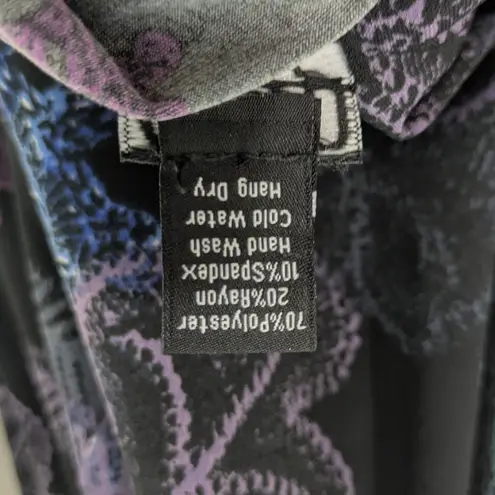 70%Polyester
20%Rayon
10%Spandex
Hand Wash
Cold Water
Hang Dry